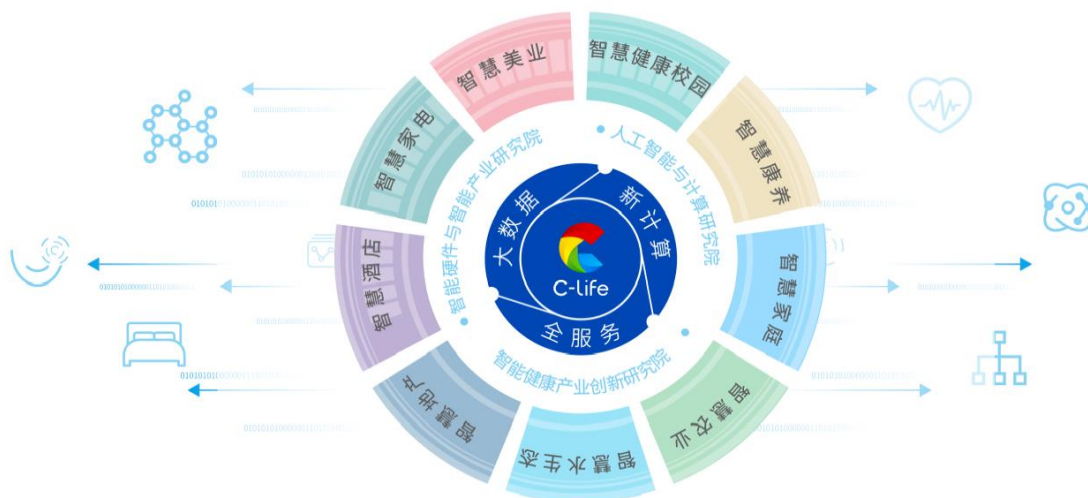 智慧美业
智慧健康校园
智慧康养
智慧家庭
智慧农业
智慧水生态
智慧地产
智慧酒店
智慧家电
人工智能与计算研究院
智能健康产业创新研究院
智能硬件与智能产业研究院
大数据
新计算
全服务
C-life